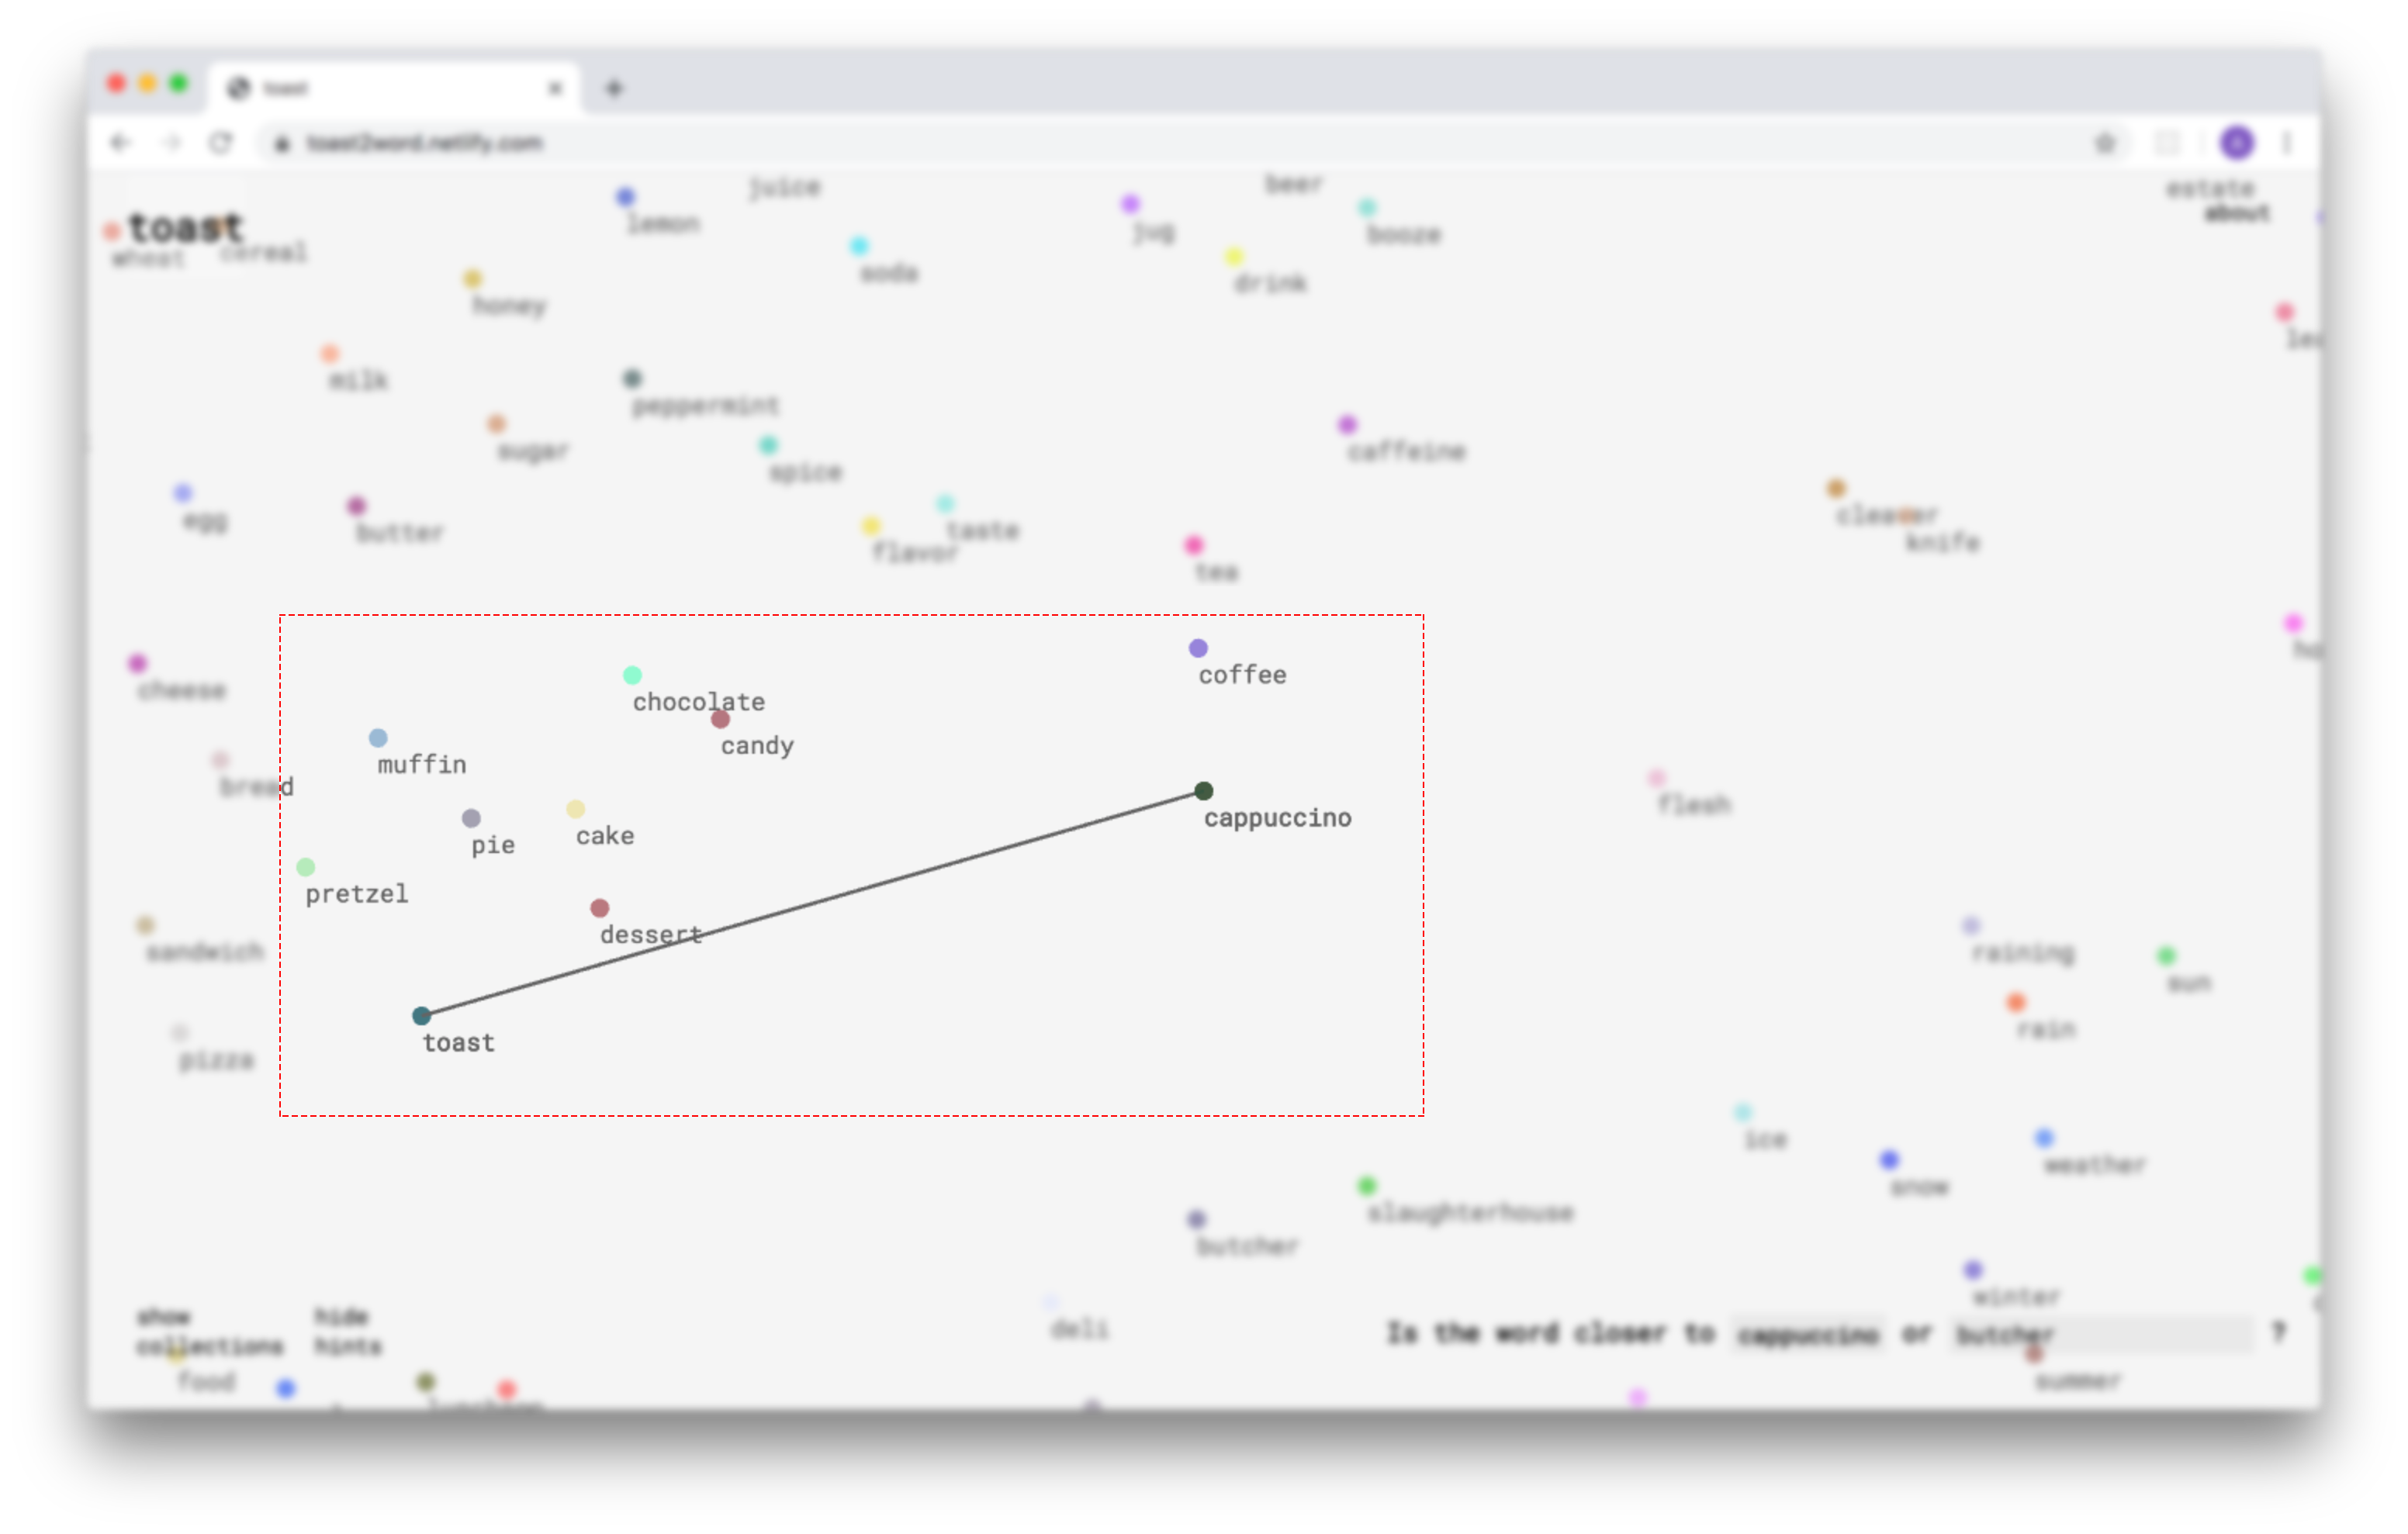 toast
toast2word.netlify.com
juice
beer
estate
lemon
jug
booze
about
toast
wheat
cereal
soda
drink
honey
milk
peppermint
sugar
spice
caffeine
egg
butter
flavor
taste
tea
cleaver
knife
cheese
chocolate
coffee
candy
muffin
bread
pie
cake
cappuccino
flesh
pretzel
dessert
sandwich
raining
sun
toast
pizza
rain
ice
weather
snow
slaughterhouse
butcher
winter
show
collections
hide
hints
deli
Is the word closer to cappuccino or butcher ?
food
summer
luncheon